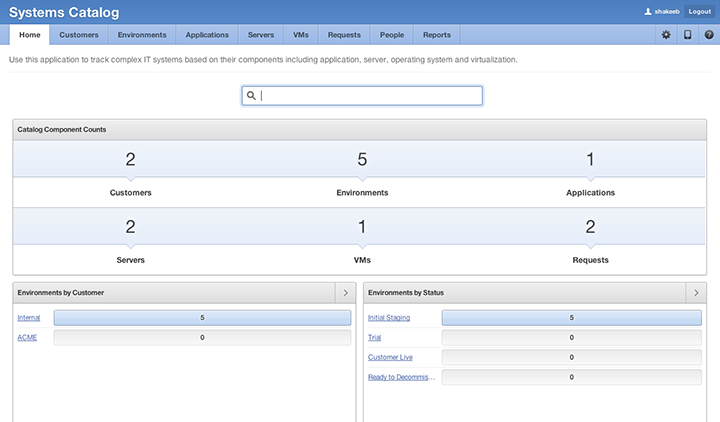 Systems Catalog
shakeeb
Logout
Home Customers Environments Applications Servers VMs Requests People Reports
Use this application to track complex IT systems based on their components including application, server, operating system and virtualization.
Catalog Component Counts
2 5 1
Customers Environments Applications
2 1 2
Servers VMs Requests
Environments by Customer
Internal 5
ACME 0
Environments by Status
Initial Staging 5
Trial 0
Customer Live 0
Ready to Decommis... 0